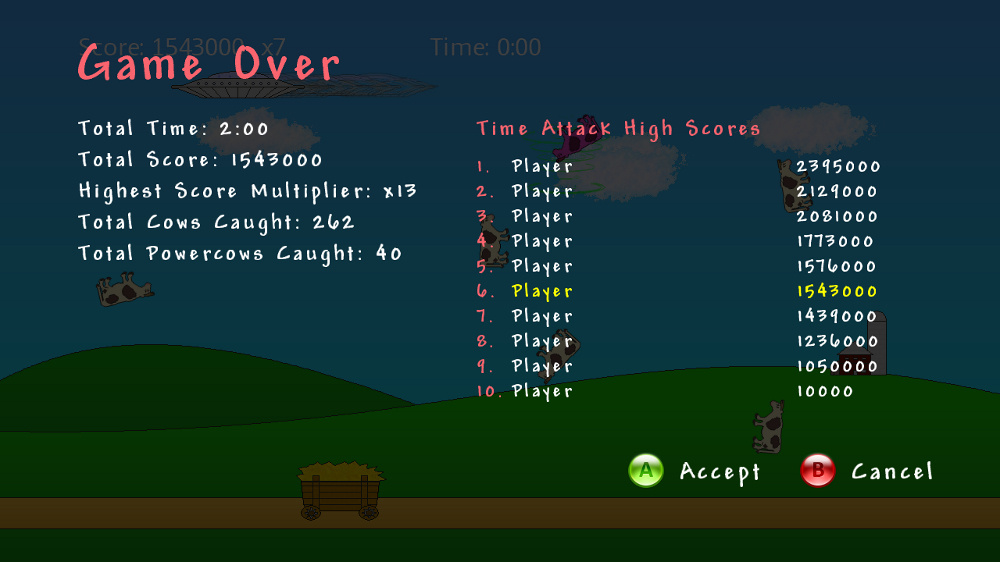 Score: 1543000 x7 Time: 0:00
Game Over
Total Time: 2:00
Total Score: 1543000
Highest Score Multiplier: x13
Total Cows Caught: 262
Total Powercows Caught: 40
Time Attack High Scores
1. Player 2395000
2. Player 2129000
3. Player 2081000
4. Player 1773000
5. Player 1576000
6. Player 1543000
7. Player 1439000
8. Player 1236000
9. Player 1050000
10. Player 10000
A Accept B Cancel